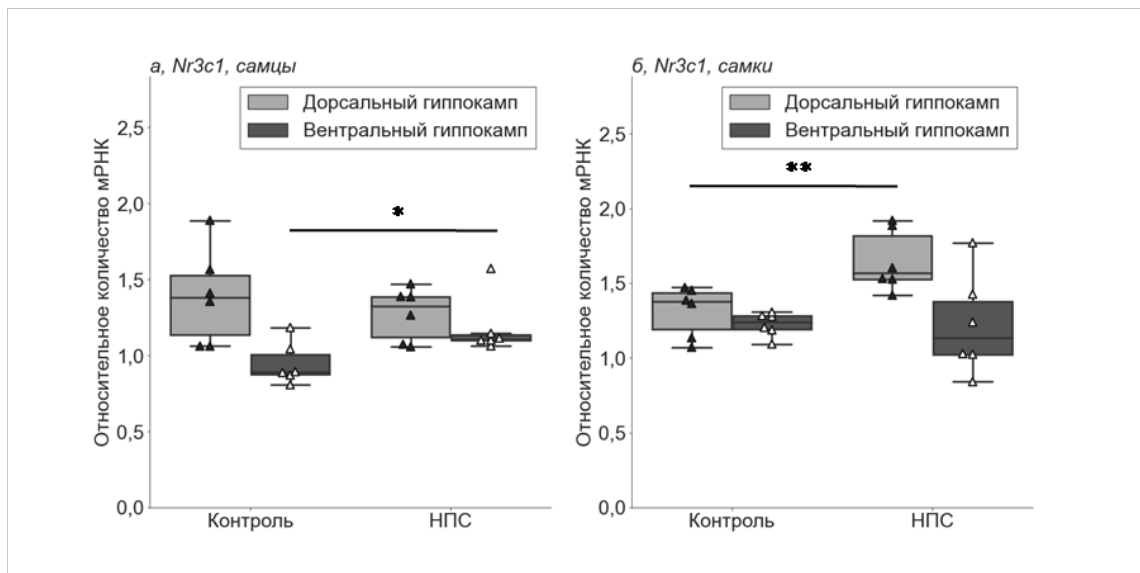 а, Nr3c1, самцы
Дорсальный гиппокамп
Вентральный гиппокамп
Относительное количество мРНК
2,5
2,0
1,5
1,0
0,5
0,0
*
Контроль
НПС
б, Nr3c1, самки
Дорсальный гиппокамп
Вентральный гиппокамп
Относительное количество мРНК
2,5
2,0
1,5
1,0
0,5
0,0
**
Контроль
НПС